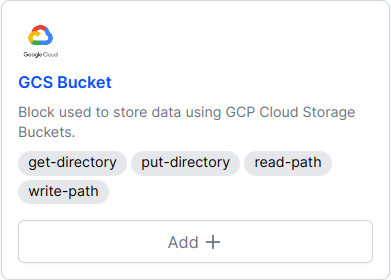 Google Cloud
GCS Bucket
Block used to store data using GCP Cloud Storage
Buckets.
get-directory put-directory read-path
write-path
Add +